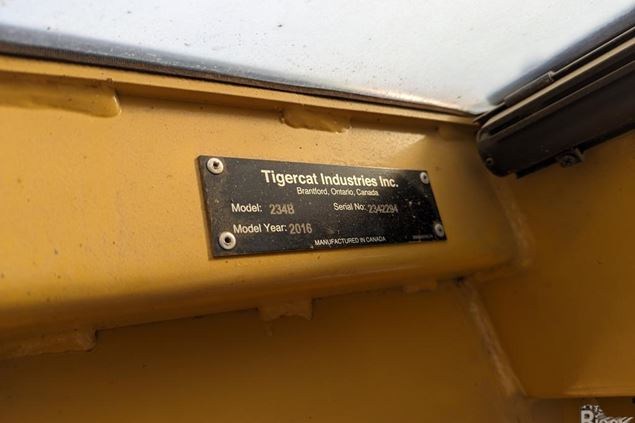 Tigercat Industries Inc.
Brantford, Ontario, Canada
Model: 234B Serial No: 2342294
Model Year: 2016
MANUFACTURED IN CANADA